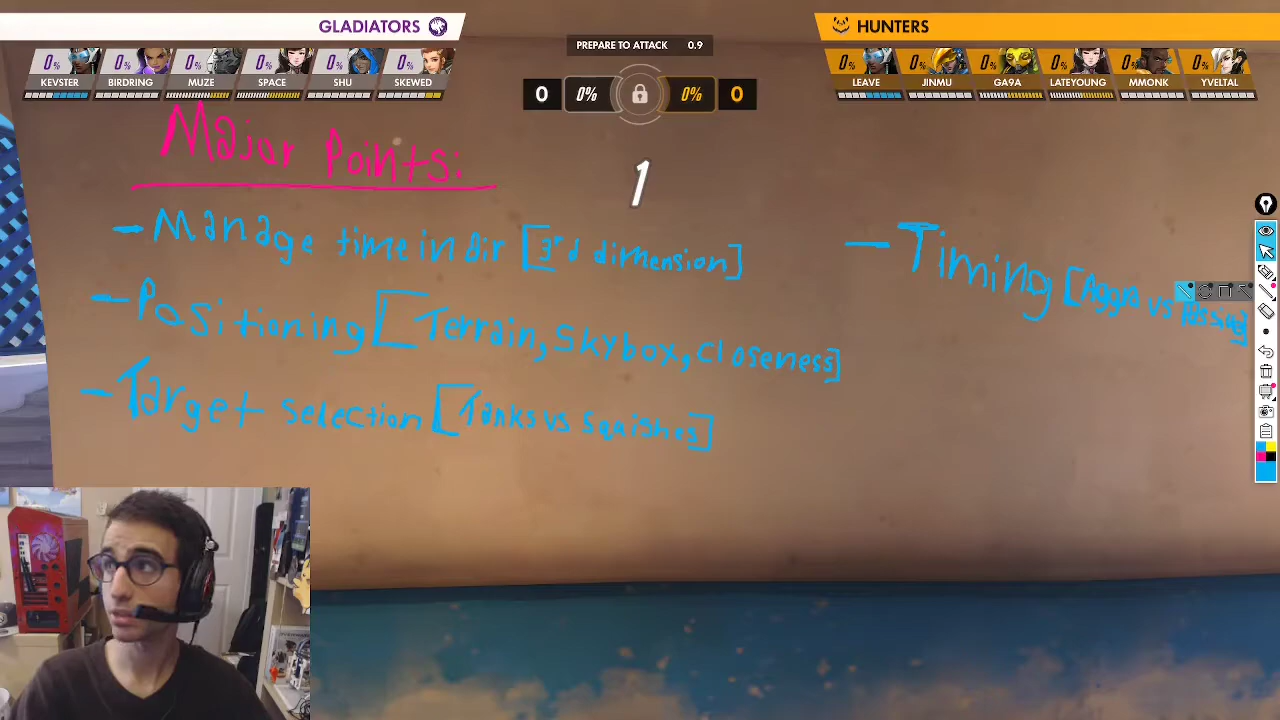 GLADIATORS
HUNTERS
PREPARE TO ATTACK 0.9
0% 0% 0% 0% 0% 0%
KEVSTER BIRDRING MUZE SPACE SHU SKEWED
0 0% 0% 0
0% 0% 0% 0% 0% 0%
LEAVE JINMU GA9A LATEYOUNG MMONK YVELTAL
1
Major Points:
- Manage time in Air [3rd dimension]
- Positioning [Terrain, Skybox, closeness]
- Target selection [Tanks vs squishes]
- Timing [Aggro vs